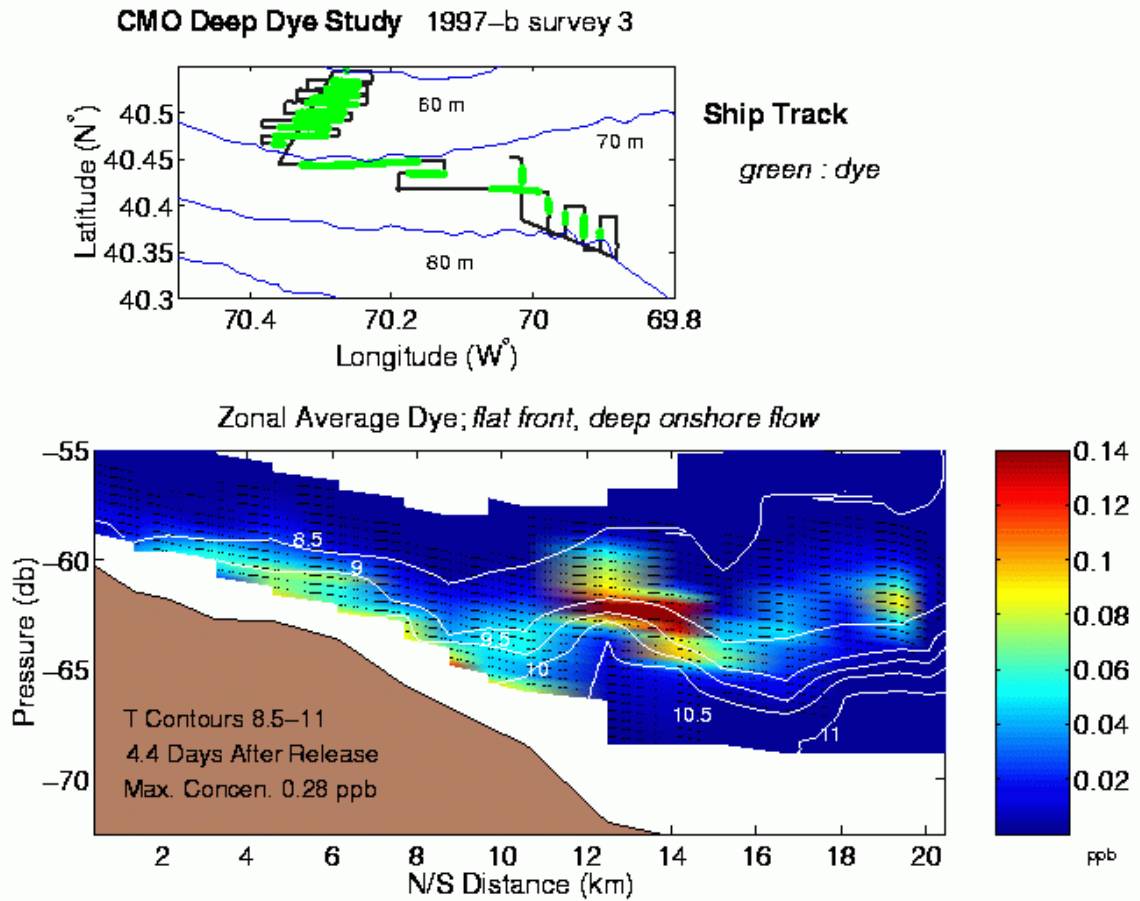 CMO Deep Dye Study 1997-b survey 3
Latitude (N°)
40.5
40.45
40.4
40.35
40.3
60 m
70 m
80 m
70.4 70.2 70 69.8
Longitude (W°)
Ship Track
green : dye
Zonal Average Dye; flat front, deep onshore flow
Pressure (db)
-55
-60
-65
-70
8.5
9
9.5
10
10.5
11
T Contours 8.5-11
4.4 Days After Release
Max. Concen. 0.28 ppb
2 4 6 8 10 12 14 16 18 20
N/S Distance (km)
0.14
0.12
0.1
0.08
0.06
0.04
0.02
ppb